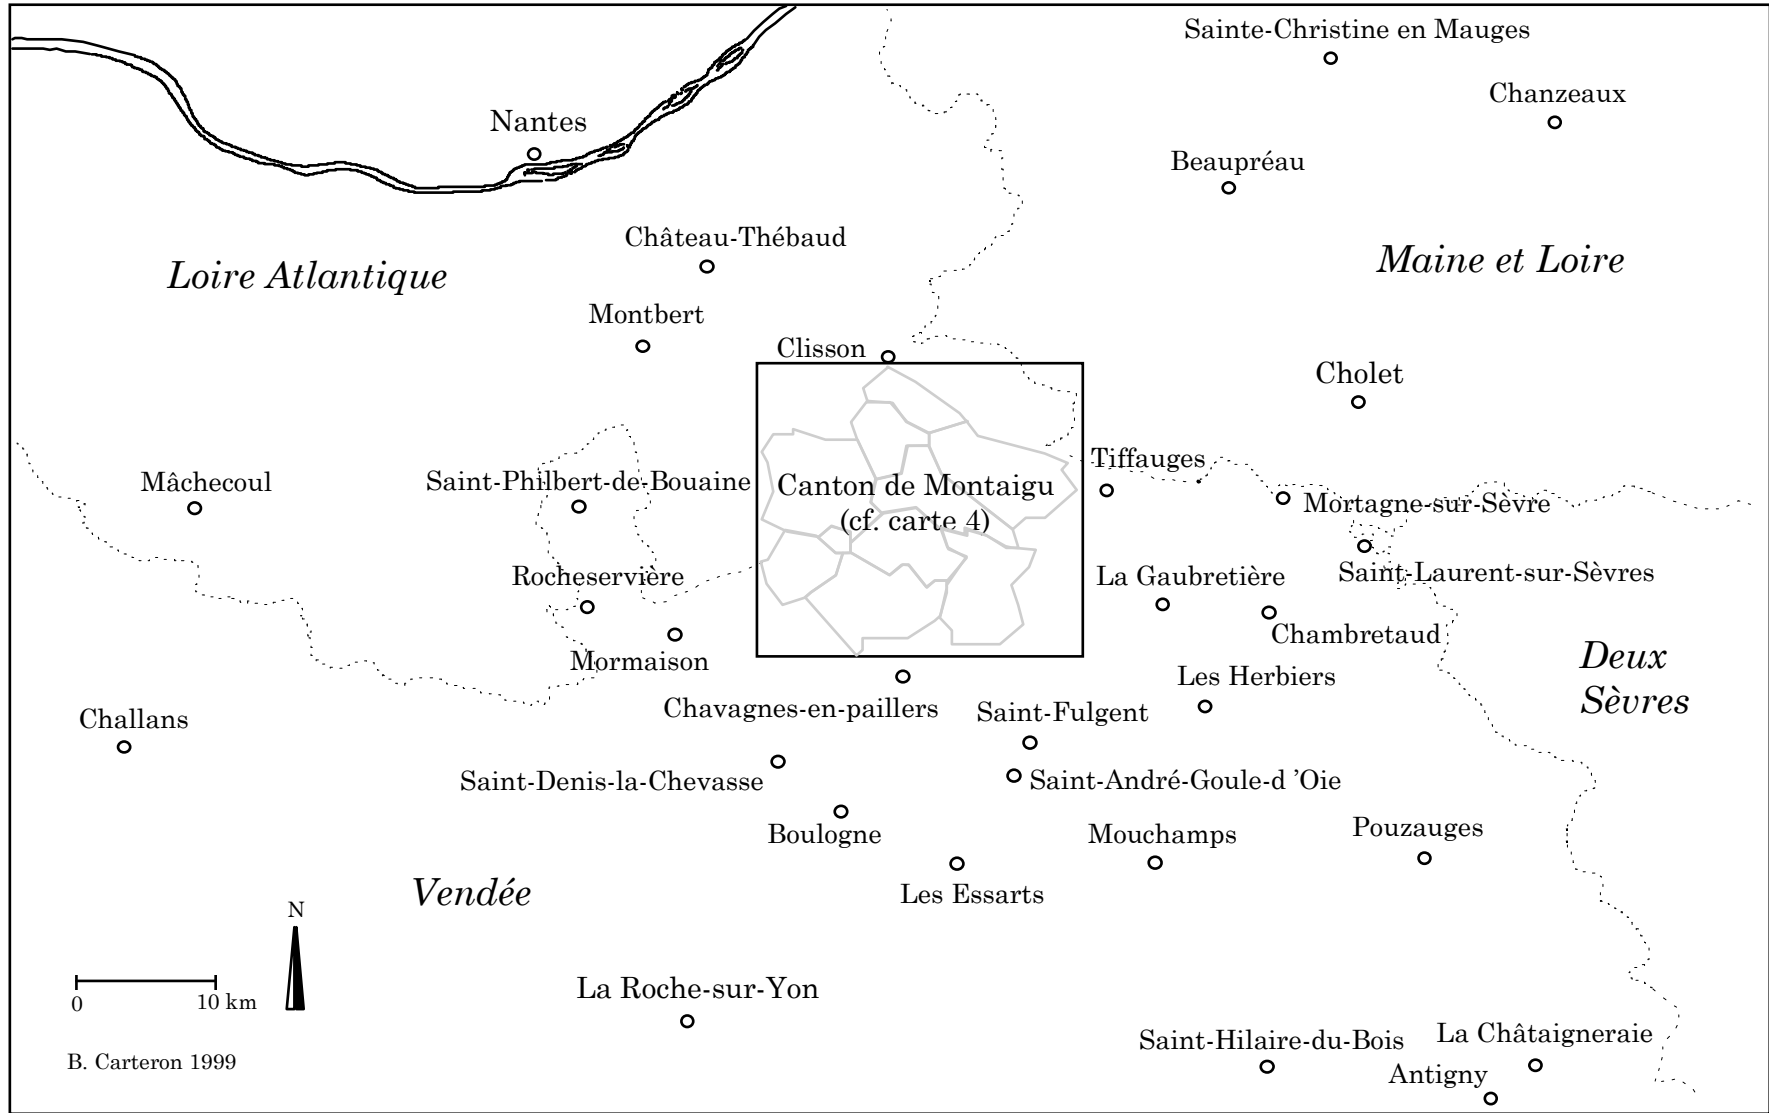 Sainte-Christine en Mauges
Chanzeaux
Nantes
Beaupréau
Château-Thébaud
Loire Atlantique
Maine et Loire
Montbert
Clisson
Cholet
Tiffauges
Mâchecoul
Saint-Philbert-de-Bouaine
Canton de Montaigu
(cf. carte 4)
Mortagne-sur-Sèvre
Rocheservière
La Gaubretière
Saint-Laurent-sur-Sèvres
Chambretaud
Mormaison
Deux
Sèvres
Les Herbiers
Chavagnes-en-paillers
Saint-Fulgent
Challans
Saint-Denis-la-Chevasse
Saint-André-Goule-d ’Oie
Boulogne
Mouchamps
Pouzauges
Vendée
Les Essarts
N
0
10 km
La Roche-sur-Yon
Saint-Hilaire-du-Bois
La Châtaigneraie
B. Carteron 1999
Antigny